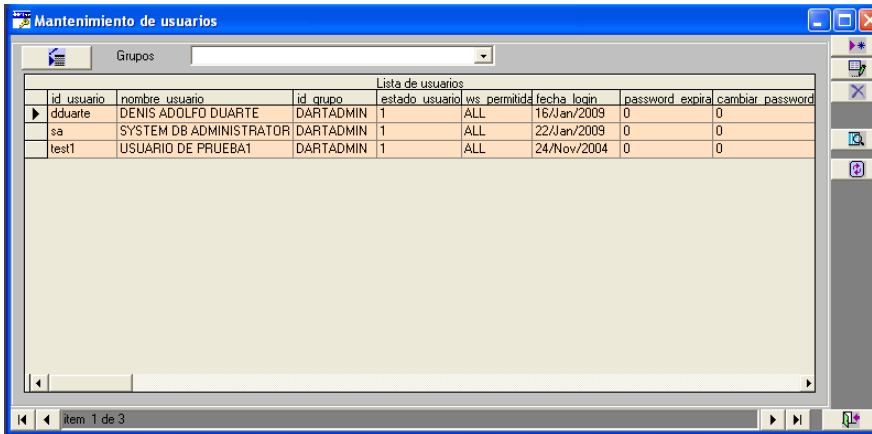 Mantenimiento de usuarios
Grupos
Lista de usuarios
id_usuario nombre_usuario id_grupo estado_usuario ws_permitida fecha_login password_expira cambiar_password
dduarte DENIS ADOLFO DUARTE DARTADMIN 1 ALL 16/Jan/2009 0 0
sa SYSTEM DB ADMINISTRATOR DARTADMIN 1 ALL 22/Jan/2009 0 0
test1 USUARIO DE PRUEBA1 DARTADMIN 1 ALL 24/Nov/2004 0 0
item 1 de 3